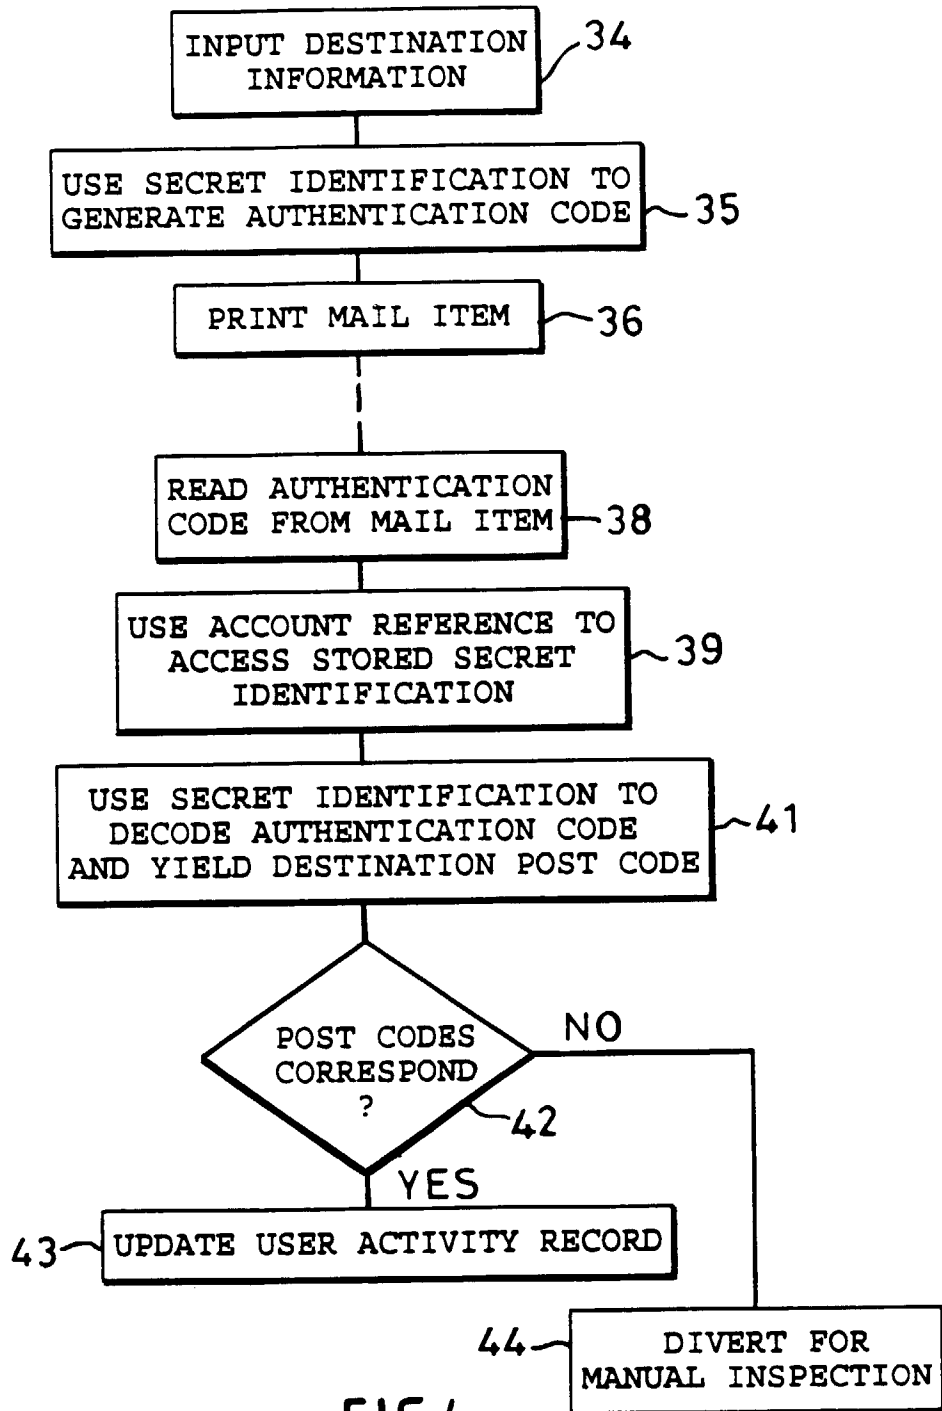 INPUT DESTINATION
INFORMATION
34
USE SECRET IDENTIFICATION TO
GENERATE AUTHENTICATION CODE
35
PRINT MAIL ITEM
36
READ AUTHENTICATION
CODE FROM MAIL ITEM
38
USE ACCOUNT REFERENCE TO
ACCESS STORED SECRET
IDENTIFICATION
39
USE SECRET IDENTIFICATION TO
DECODE AUTHENTICATION CODE
AND YIELD DESTINATION POST CODE
41
POST CODES
CORRESPOND
?
NO
42
YES
43
UPDATE USER ACTIVITY RECORD
44
DIVERT FOR
MANUAL INSPECTION